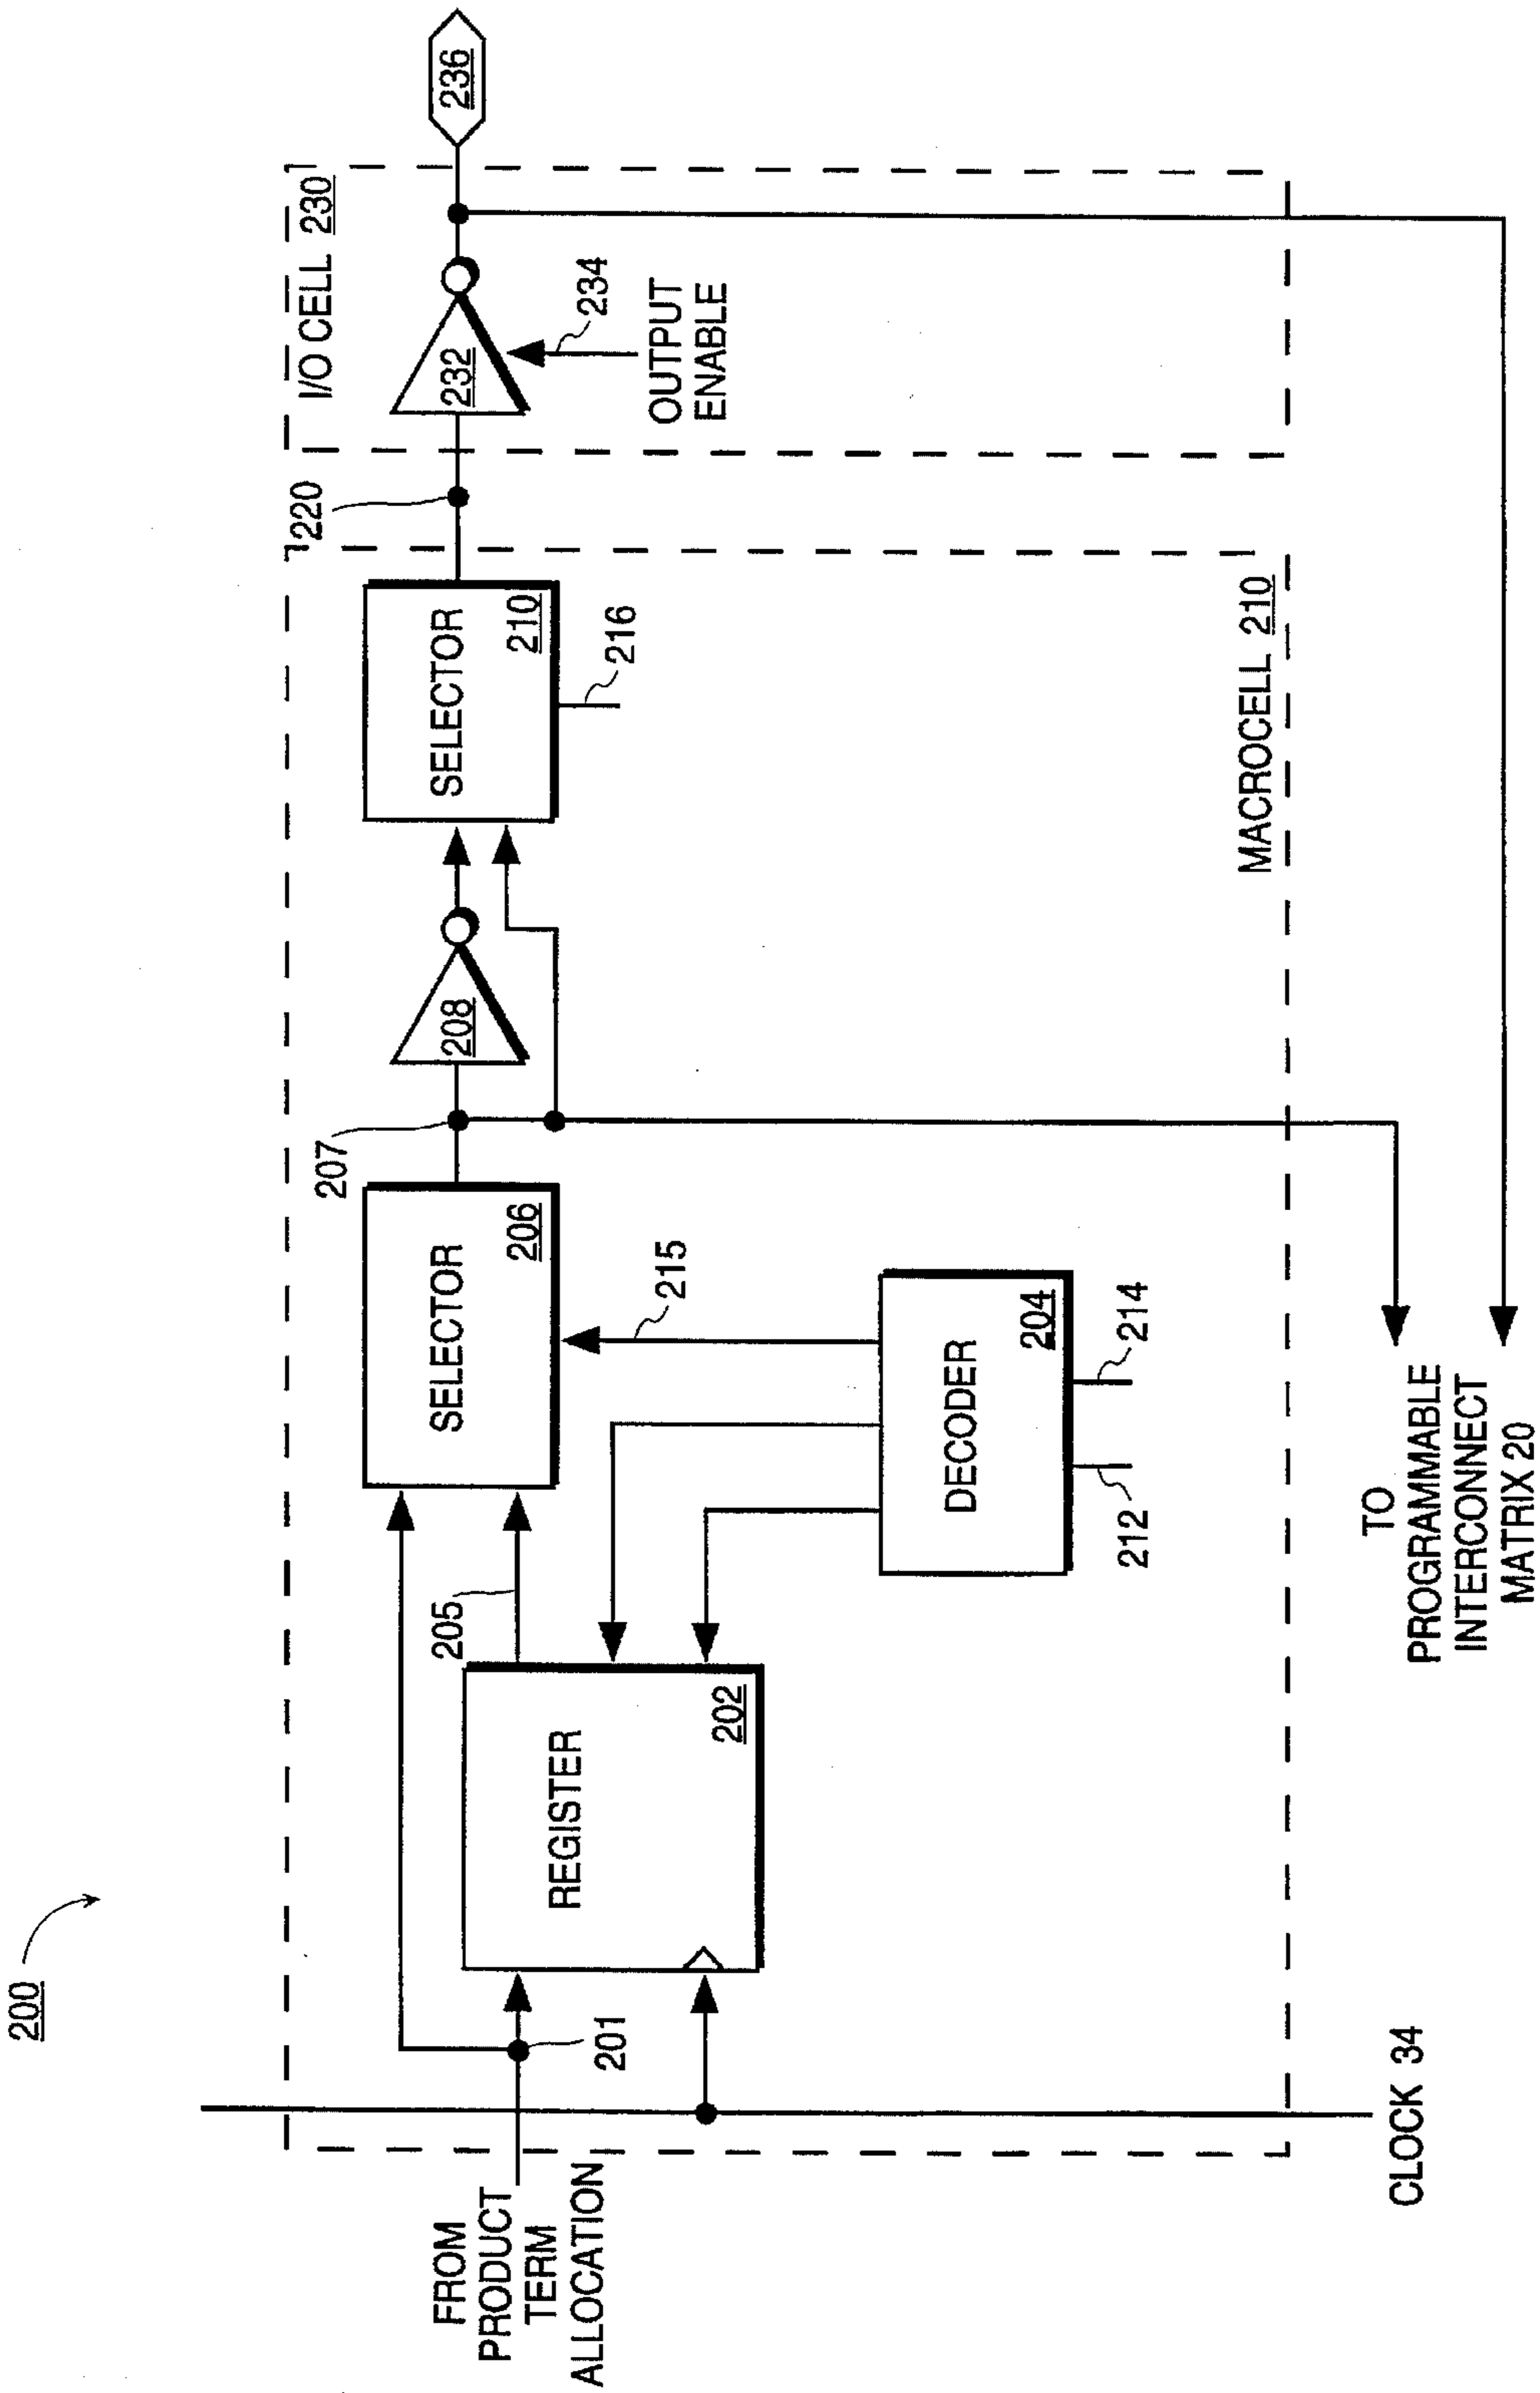 200
FROM
PRODUCT
TERM
ALLOCATION
CLOCK 34
201
REGISTER
202
205
SELECTOR
206
215
DECODER
204
212
214
207
208
SELECTOR
210
216
MACROCELL 210
220
I/O CELL 230
232
234
OUTPUT
ENABLE
236
TO
PROGRAMMABLE
INTERCONNECT
MATRIX 20